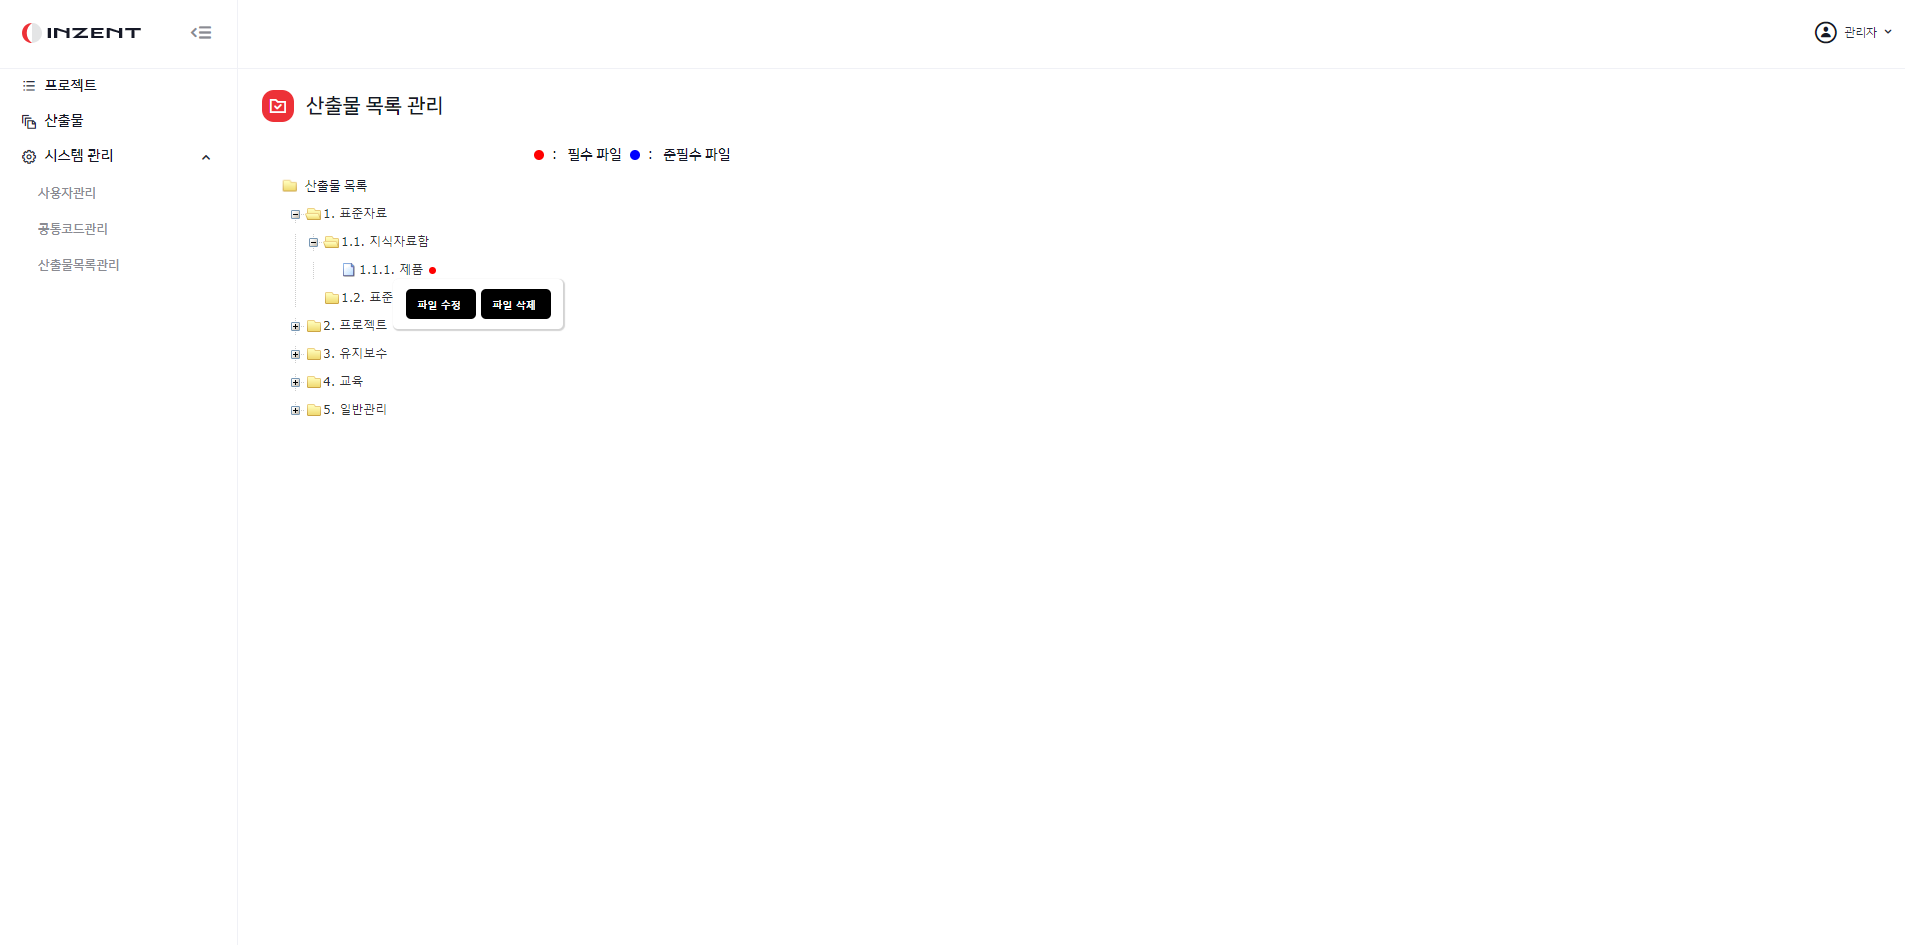 INZENT
관리자
프로젝트
산출물
시스템 관리
사용자관리
공통코드관리
산출물목록관리
산출물 목록 관리
: 필수 파일 : 준필수 파일
산출물 목록
1. 표준자료
1.1. 지식자료함
1.1.1. 제품
1.2. 표준
파일 수정 파일 삭제
2. 프로젝트
3. 유지보수
4. 교육
5. 일반관리